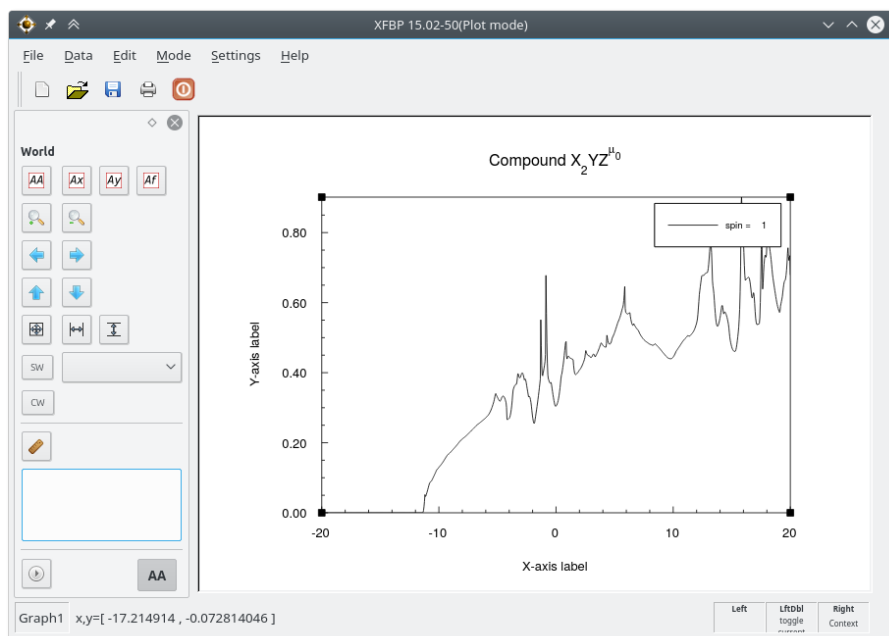 XFBP 15.02-50(Plot mode)
File Data Edit Mode Settings Help
World
AA Ax Ay Af
SW
CW
AA
Compound X₂YZ^μ₀
spin = 1
0.80
0.60
0.40
0.20
0.00
Y-axis label
-20 -10 0 10 20
X-axis label
Graph1 x,y=[ -17.214914 , -0.072814046 ]
Left LftDbl Right
toggle Context